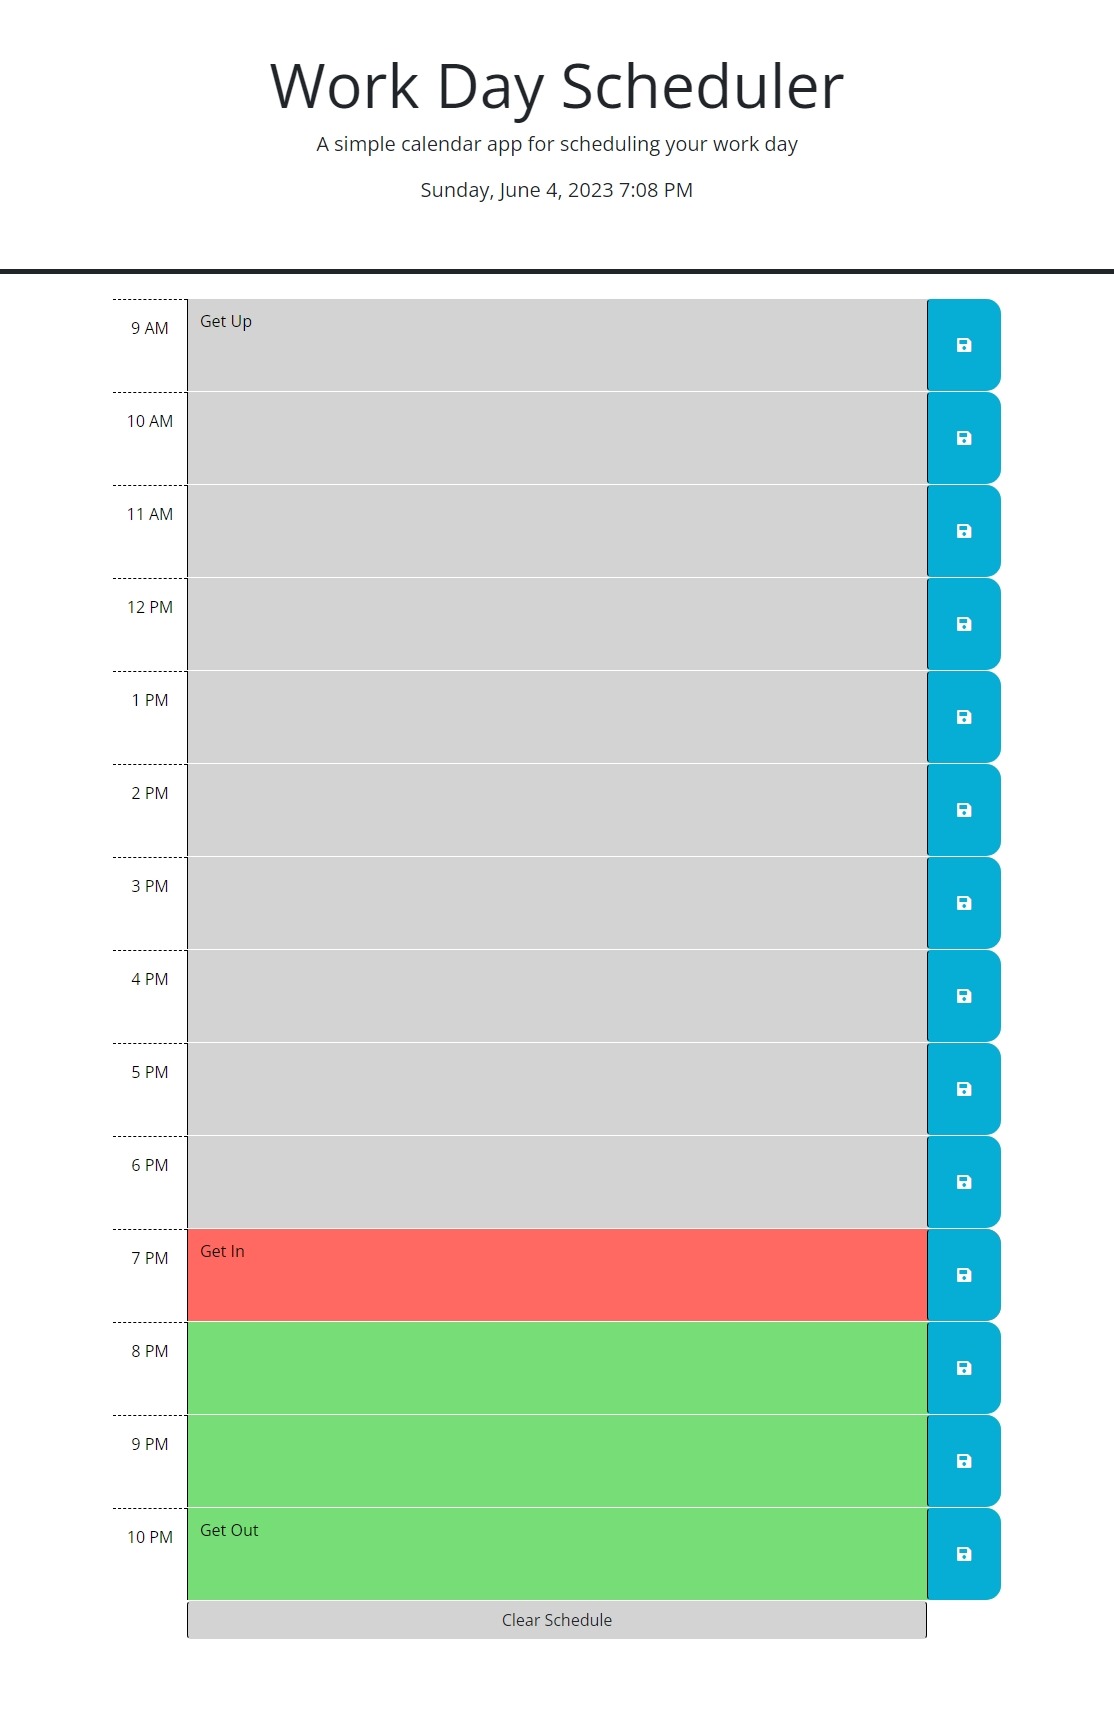 Work Day Scheduler
A simple calendar app for scheduling your work day
Sunday, June 4, 2023 7:08 PM
9 AM Get Up
10 AM
11 AM
12 PM
1 PM
2 PM
3 PM
4 PM
5 PM
6 PM
7 PM Get In
8 PM
9 PM
10 PM Get Out
Clear Schedule